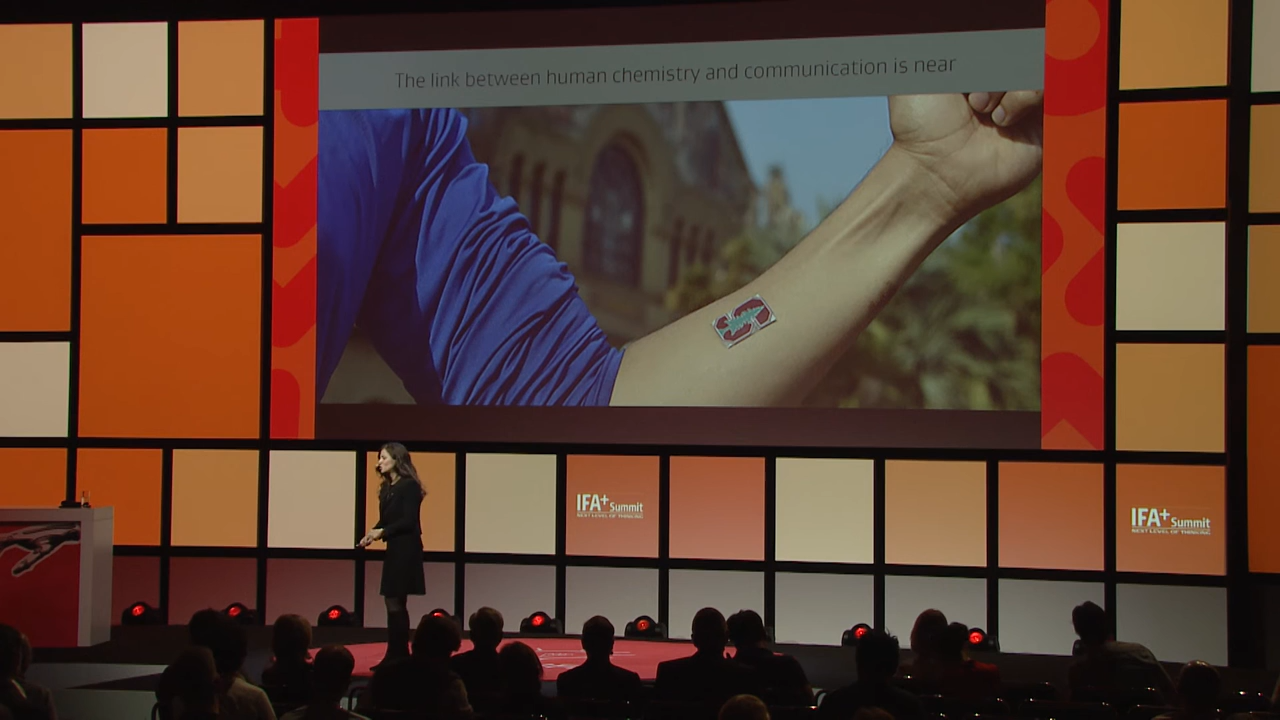 The link between human chemistry and communication is near
IFA+ Summit
NEXT LEVEL OF THINKING
IFA+ Summit
NEXT LEVEL OF THINKING